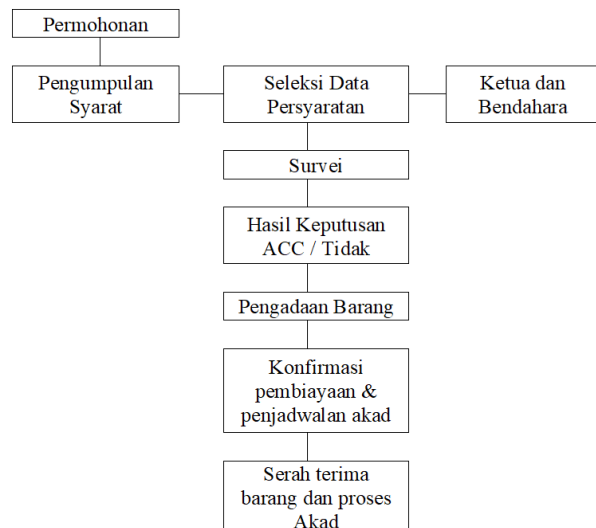 Permohonan
Pengumpulan
Syarat
Seleksi Data
Persyaratan
Ketua dan
Bendahara
Survei
Hasil Keputusan
ACC / Tidak
Pengadaan Barang
Konfirmasi
pembiayaan &
penjadwalan akad
Serah terima
barang dan proses
Akad